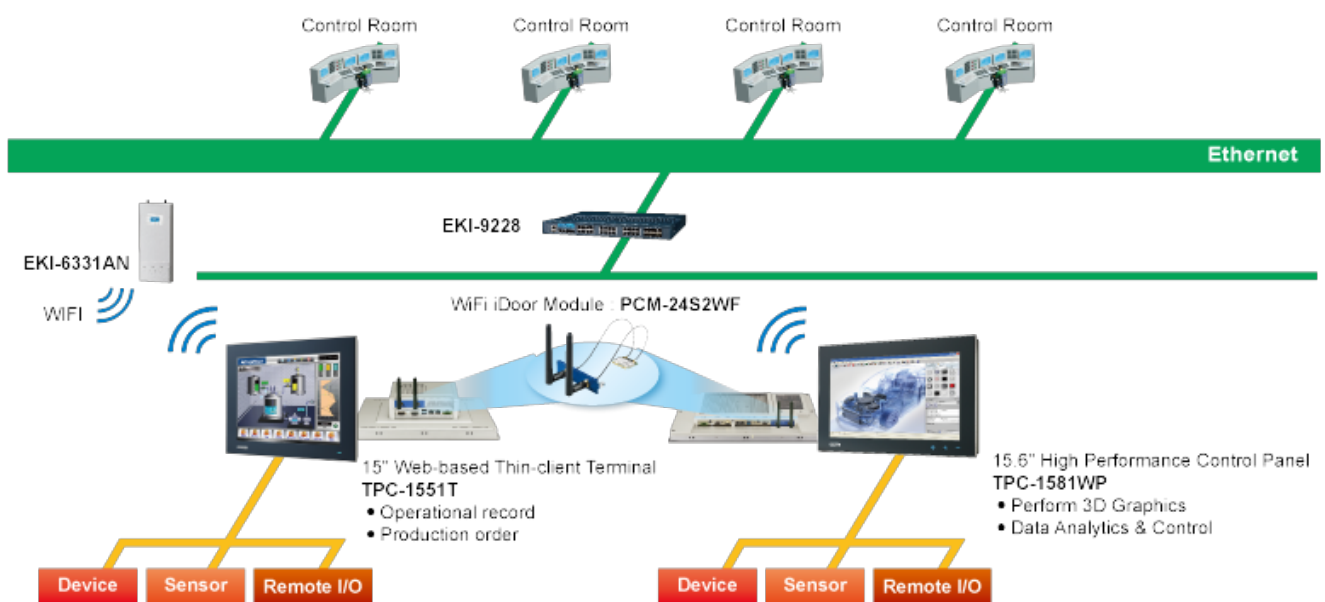 Control Room
Control Room
Control Room
Control Room
Ethernet
EKI-9228
EKI-6331AN
WIFI
WiFi iDoor Module : PCM-24S2WF
15" Web-based Thin-client Terminal
TPC-1551T
• Operational record
• Production order
15.6" High Performance Control Panel
TPC-1581WP
• Perform 3D Graphics
• Data Analytics & Control
Device
Sensor
Remote I/O
Device
Sensor
Remote I/O